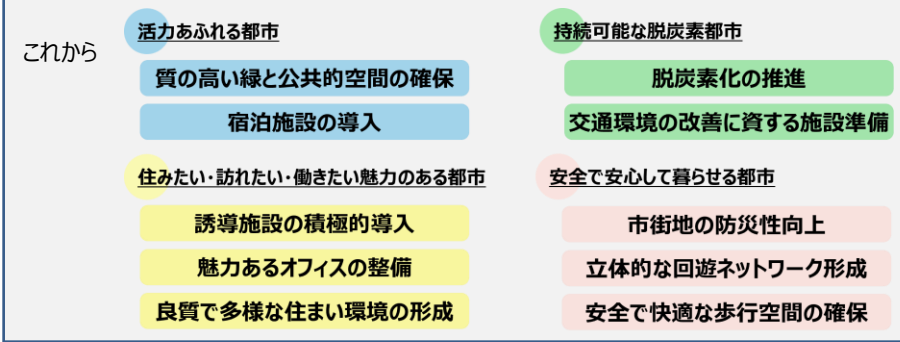 これから
活力あふれる都市
質の高い緑と公共的空間の確保
宿泊施設の導入
持続可能な脱炭素都市
脱炭素化の推進
交通環境の改善に資する施設準備
住みたい・訪れたい・働きたい魅力のある都市
誘導施設の積極的導入
魅力あるオフィスの整備
良質で多様な住まい環境の形成
安全で安心して暮らせる都市
市街地の防災性向上
立体的な回遊ネットワーク形成
安全で快適な歩行空間の確保